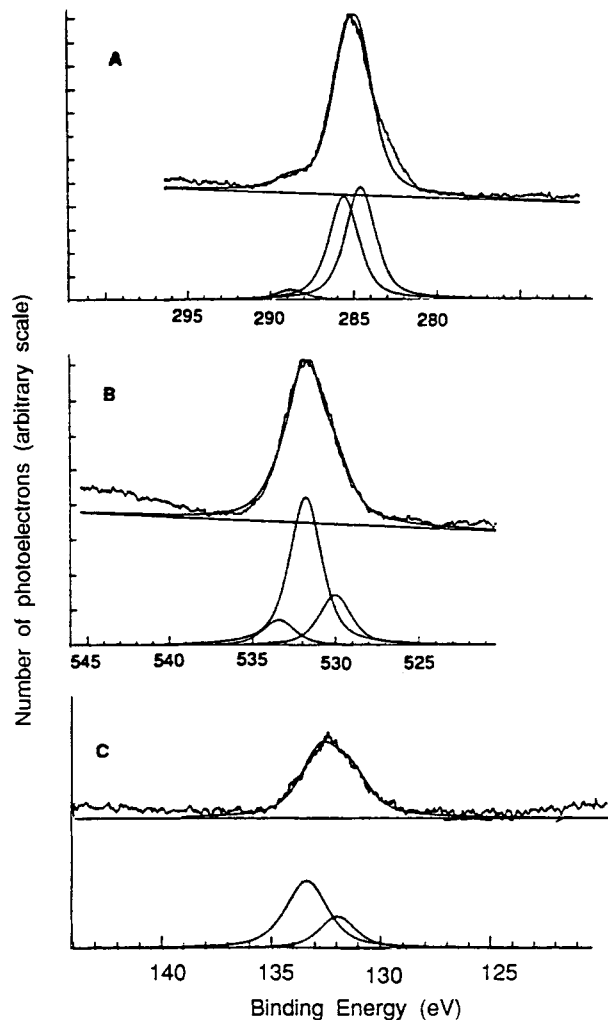 A
295 290 285 280
B
545 540 535 530 525
C
140 135 130 125
Binding Energy (eV)
Number of photoelectrons (arbitrary scale)